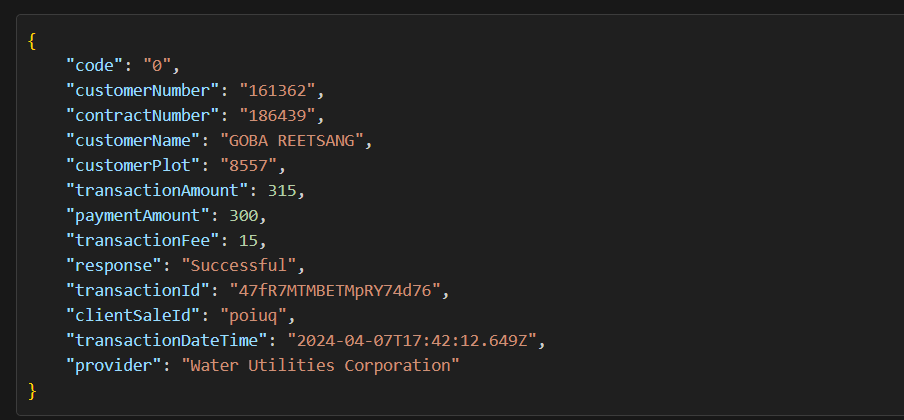 {
"code": "0",
"customerNumber": "161362",
"contractNumber": "186439",
"customerName": "GOBA REETSANG",
"customerPlot": "8557",
"transactionAmount": 315,
"paymentAmount": 300,
"transactionFee": 15,
"response": "Successful",
"transactionId": "47fR7MTMBETMpRY74d76",
"clientSaleId": "poiuq",
"transactionDateTime": "2024-04-07T17:42:12.649Z",
"provider": "Water Utilities Corporation"
}